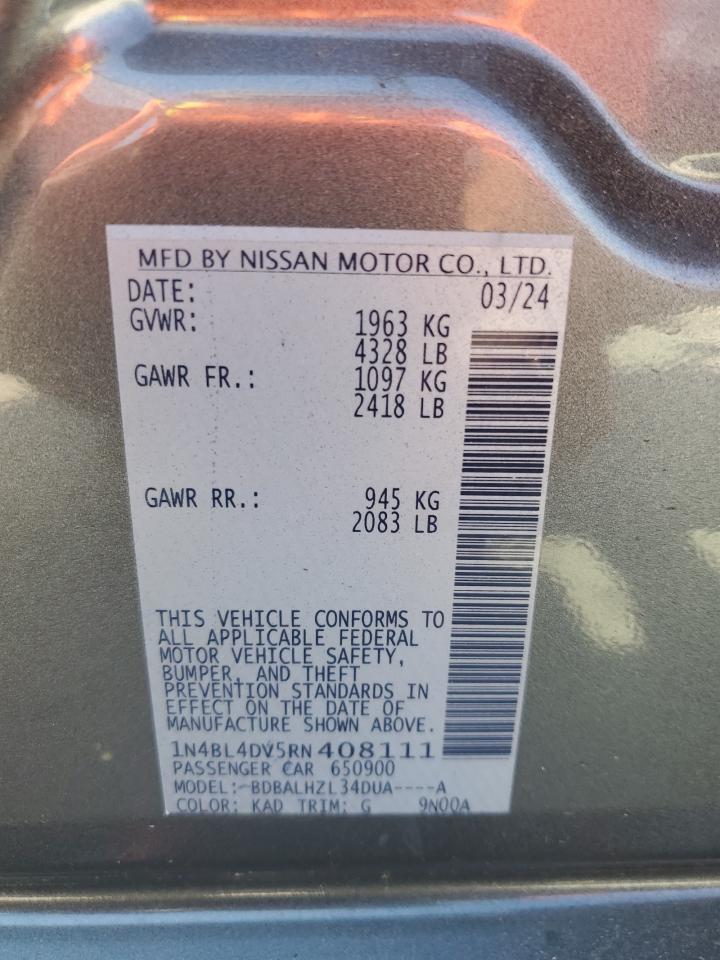 MFD BY NISSAN MOTOR CO., LTD.
DATE: 03/24
GVWR: 1963 KG
4328 LB
GAWR FR.: 1097 KG
2418 LB
GAWR RR.: 945 KG
2083 LB
THIS VEHICLE CONFORMS TO
ALL APPLICABLE FEDERAL
MOTOR VEHICLE SAFETY,
BUMPER, AND THEFT
PREVENTION STANDARDS IN
EFFECT ON THE DATE OF
MANUFACTURE SHOWN ABOVE.
1N4BL4DV5RN408111
PASSENGER CAR 650900
MODEL:-BDBALHZL34DUA----A
COLOR: KAD TRIM: G 9N00A